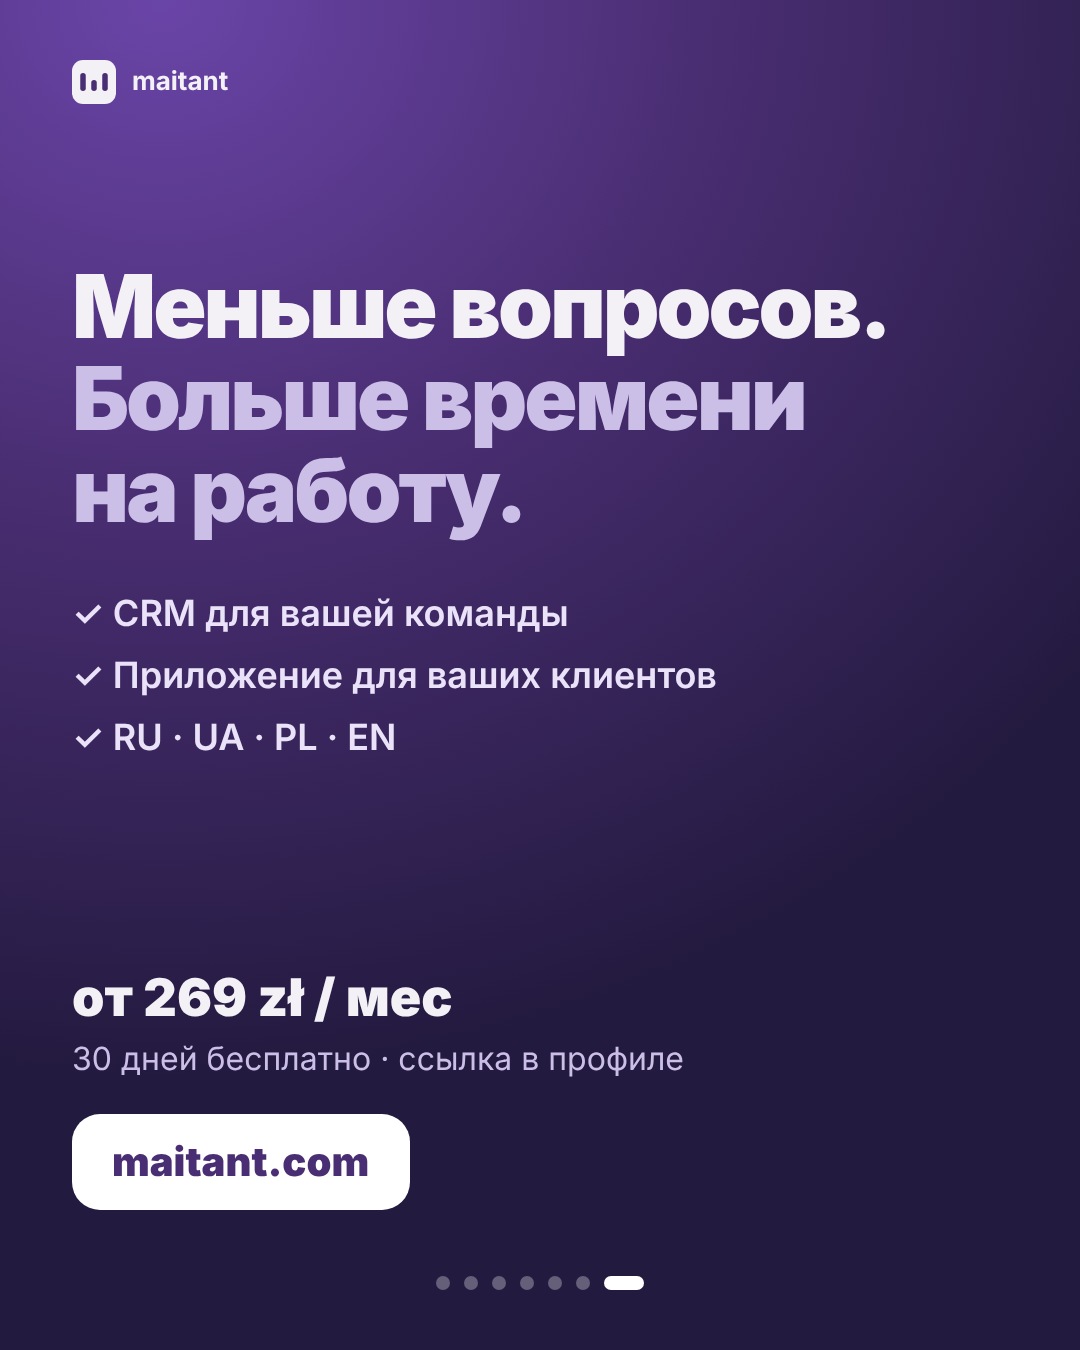 maitant
Меньше вопросов.
Больше времени
на работу.
✓ CRM для вашей команды
✓ Приложение для ваших клиентов
✓ RU · UA · PL · EN
от 269 zł / мес
30 дней бесплатно · ссылка в профиле
maitant.com